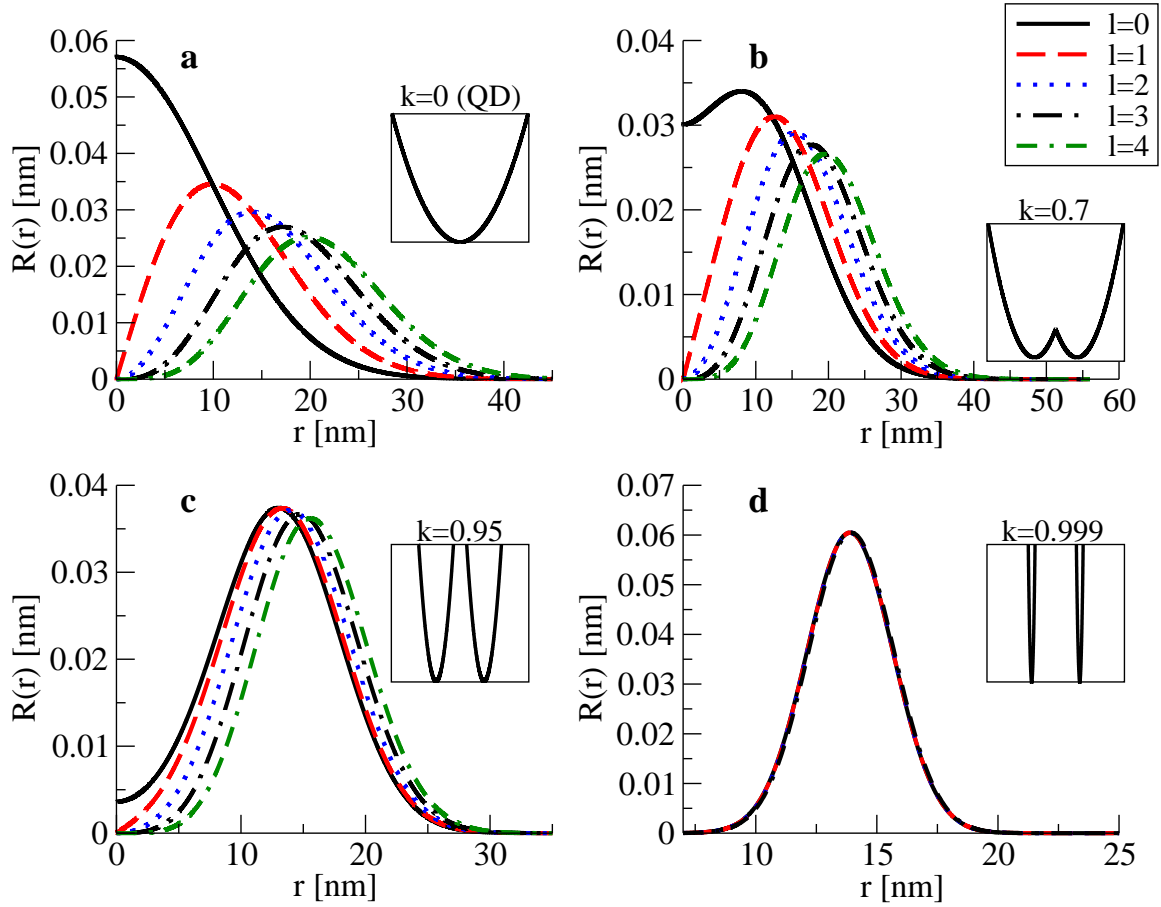 a
k=0 (QD)
0.06
0.05
0.04
0.03
0.02
0.01
0
R(r) [nm]
0
10
20
30
40
r [nm]
b
l=0
l=1
l=2
l=3
l=4
k=0.7
0.04
0.03
0.02
0.01
0
R(r) [nm]
0
10
20
30
40
50
60
r [nm]
c
k=0.95
0.04
0.03
0.02
0.01
0
R(r) [nm]
0
10
20
30
r [nm]
d
k=0.999
0.07
0.06
0.05
0.04
0.03
0.02
0.01
0
R(r) [nm]
10
15
20
25
r [nm]